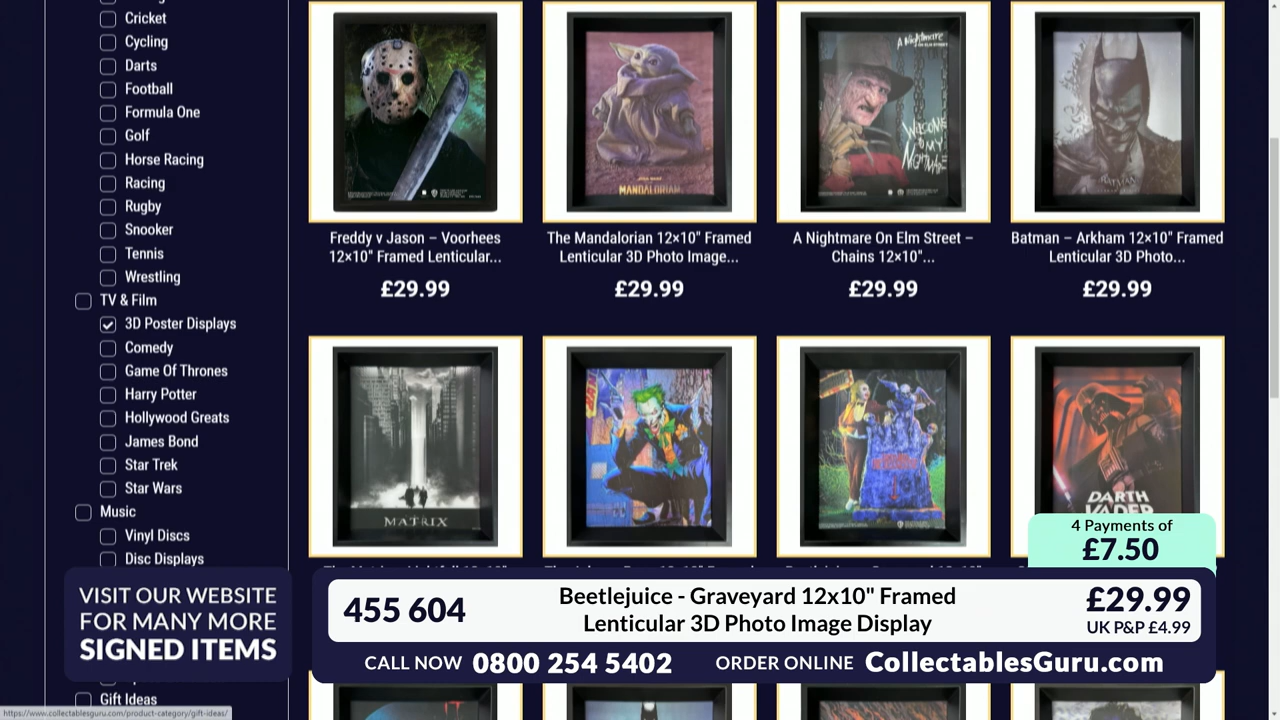 Cricket
Cycling
Darts
Football
Formula One
Golf
Horse Racing
Racing
Rugby
Snooker
Tennis
Wrestling
TV & Film
3D Poster Displays
Comedy
Game Of Thrones
Harry Potter
Hollywood Greats
James Bond
Star Trek
Star Wars
Music
Vinyl Discs
Disc Displays
Gift Ideas
MANDALORIAN
A Nightmare
WELCOME
TO MY
NIGHTMARE
BATMAN
Freddy v Jason – Voorhees
12×10" Framed Lenticular...
£29.99
The Mandalorian 12×10" Framed
Lenticular 3D Photo Image...
£29.99
A Nightmare On Elm Street –
Chains 12×10"...
£29.99
Batman – Arkham 12×10" Framed
Lenticular 3D Photo...
£29.99
MATRIX
DARTH
VADER
4 Payments of
£7.50
VISIT OUR WEBSITE
FOR MANY MORE
SIGNED ITEMS
455 604
Beetlejuice - Graveyard 12x10" Framed
Lenticular 3D Photo Image Display
£29.99
UK P&P £4.99
CALL NOW 0800 254 5402
ORDER ONLINE CollectablesGuru.com
https://www.collectablesguru.com/product-category/gift-ideas/